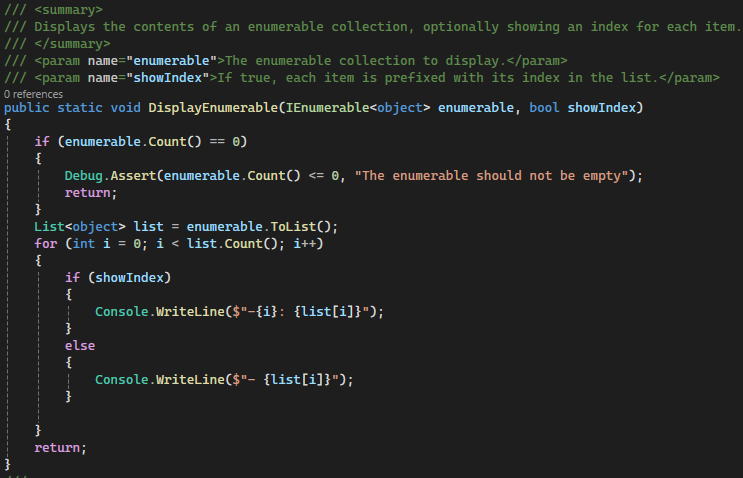 /// <summary>
/// Displays the contents of an enumerable collection, optionally showing an index for each item.
/// </summary>
/// <param name="enumerable">The enumerable collection to display.</param>
/// <param name="showIndex">If true, each item is prefixed with its index in the list.</param>
0 references
public static void DisplayEnumerable(IEnumerable<object> enumerable, bool showIndex)
{
    if (enumerable.Count() == 0)
    {
        Debug.Assert(enumerable.Count() <= 0, "The enumerable should not be empty");
        return;
    }
    List<object> list = enumerable.ToList();
    for (int i = 0; i < list.Count(); i++)
    {
        if (showIndex)
        {
            Console.WriteLine($"-{i}: {list[i]}");
        }
        else
        {
            Console.WriteLine($"- {list[i]}");
        }

    }
    return;
}